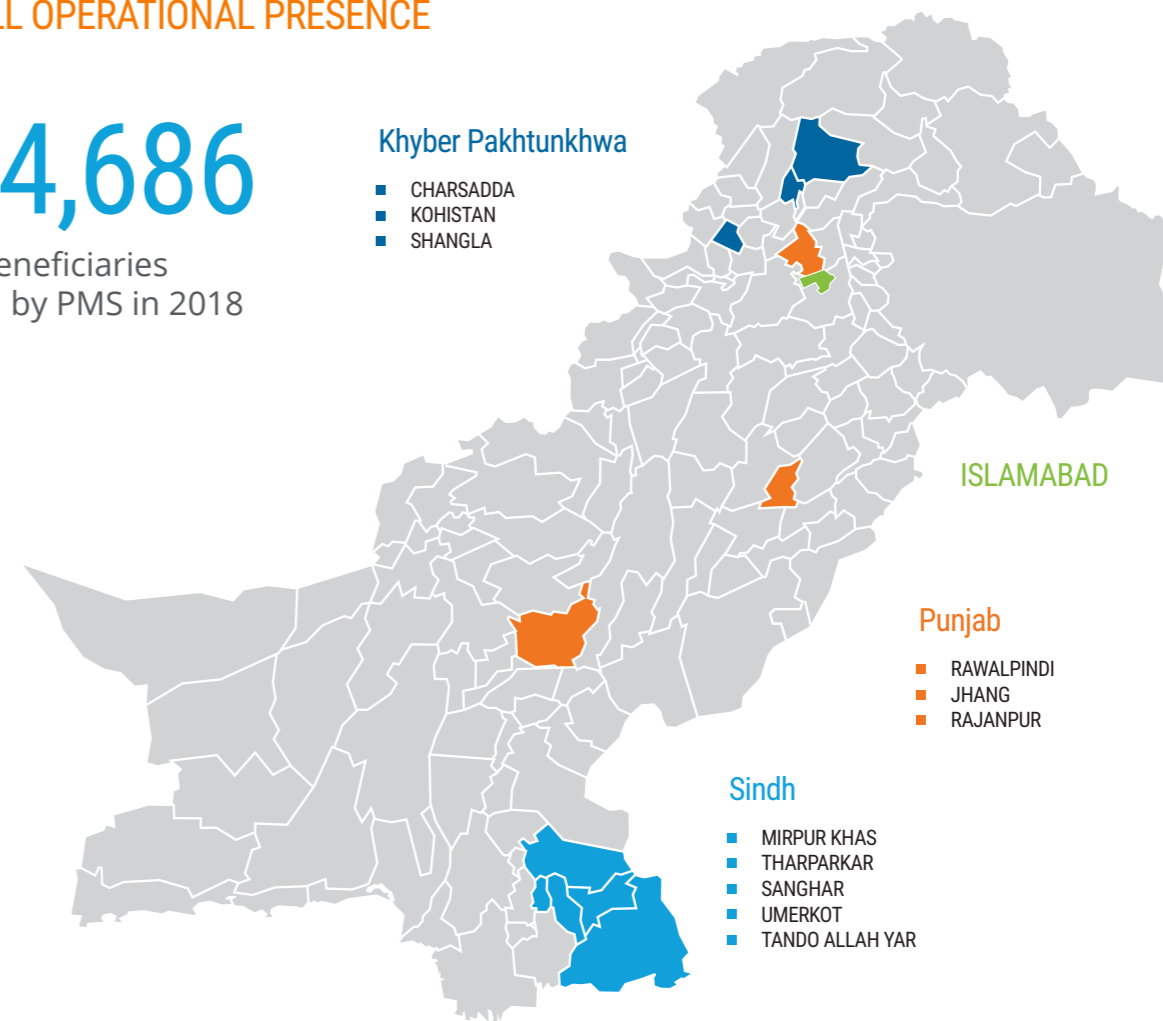 OPERATIONAL PRESENCE
4,686
by PMS in 2018
Khyber Pakhtunkhwa
CHARSADDA
KOHISTAN
SHANGLA
ISLAMABAD
Punjab
RAWALPINDI
JHANG
RAJANPUR
Sindh
MIRPUR KHAS
THARPARKAR
SANGHAR
UMERKOT
TANDO ALLAH YAR